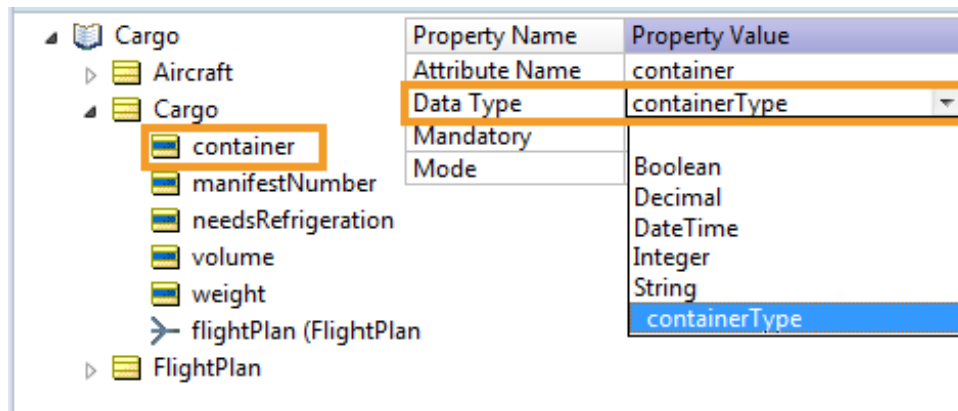 Cargo
Aircraft
Cargo
container
manifestNumber
needsRefrigeration
volume
weight
flightPlan (FlightPlan
FlightPlan
Property Name Property Value
Attribute Name container
Data Type containerType
Mandatory
Mode
Boolean
Decimal
DateTime
Integer
String
containerType